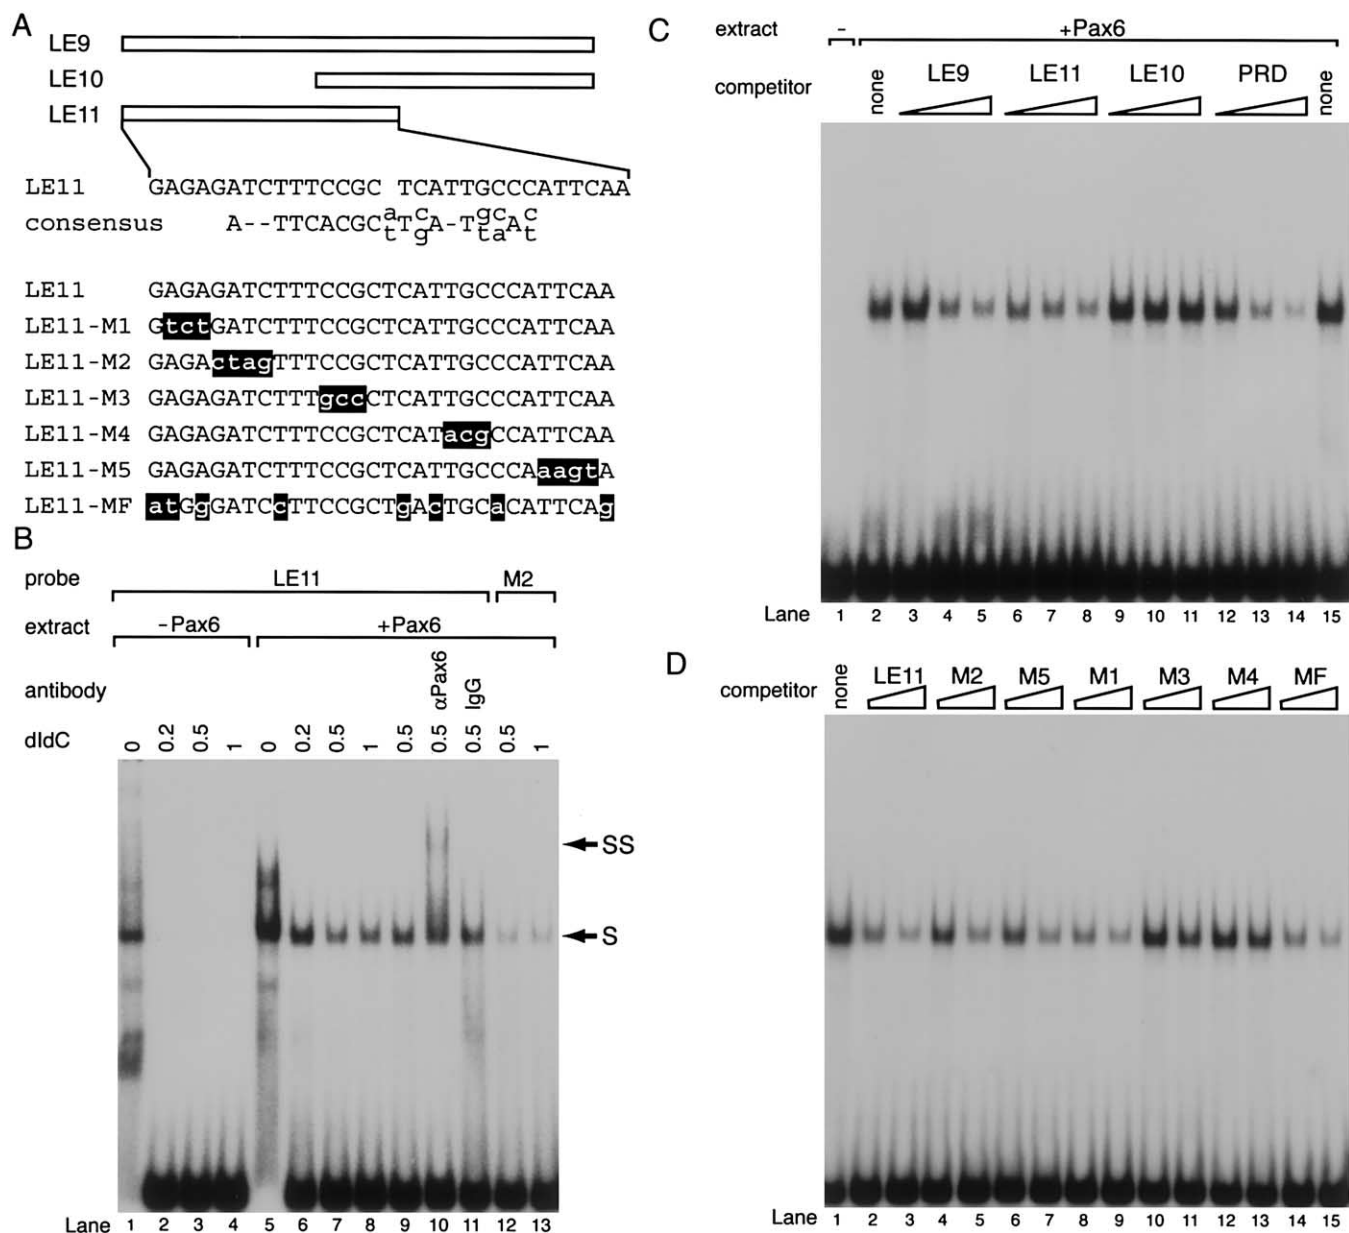 A
LE9
LE10
LE11
LE11 GAGAGATCTTTCCGC TCATTGCCCATTCAA
consensus A--TTCACGC a/t T c/g A-T g/t c/a A c/t
LE11 GAGAGATCTTTCCGCTCATTGCCCATTCAA
LE11-M1 GtctGATCTTTCCGCTCATTGCCCATTCAA
LE11-M2 GAGActagTTTCCGCTCATTGCCCATTCAA
LE11-M3 GAGAGATCTTTgccCTCATTGCCCATTCAA
LE11-M4 GAGAGATCTTTCCGCTCATacgCCATTCAA
LE11-M5 GAGAGATCTTTCCGCTCATTGCCCAaagtA
LE11-MF atGgGATCcTTCCGCTgAcTGCaCATTCAg
B
probe LE11 M2
extract -Pax6 +Pax6
antibody αPax6 IgG
dIdC 0 0.2 0.5 1 0 0.2 0.5 1 0.5 0.5 0.5 0.5 1
SS
S
Lane 1 2 3 4 5 6 7 8 9 10 11 12 13
C
extract - +Pax6
competitor none LE9 LE11 LE10 PRD none
Lane 1 2 3 4 5 6 7 8 9 10 11 12 13 14 15
D
competitor none LE11 M2 M5 M1 M3 M4 MF
Lane 1 2 3 4 5 6 7 8 9 10 11 12 13 14 15